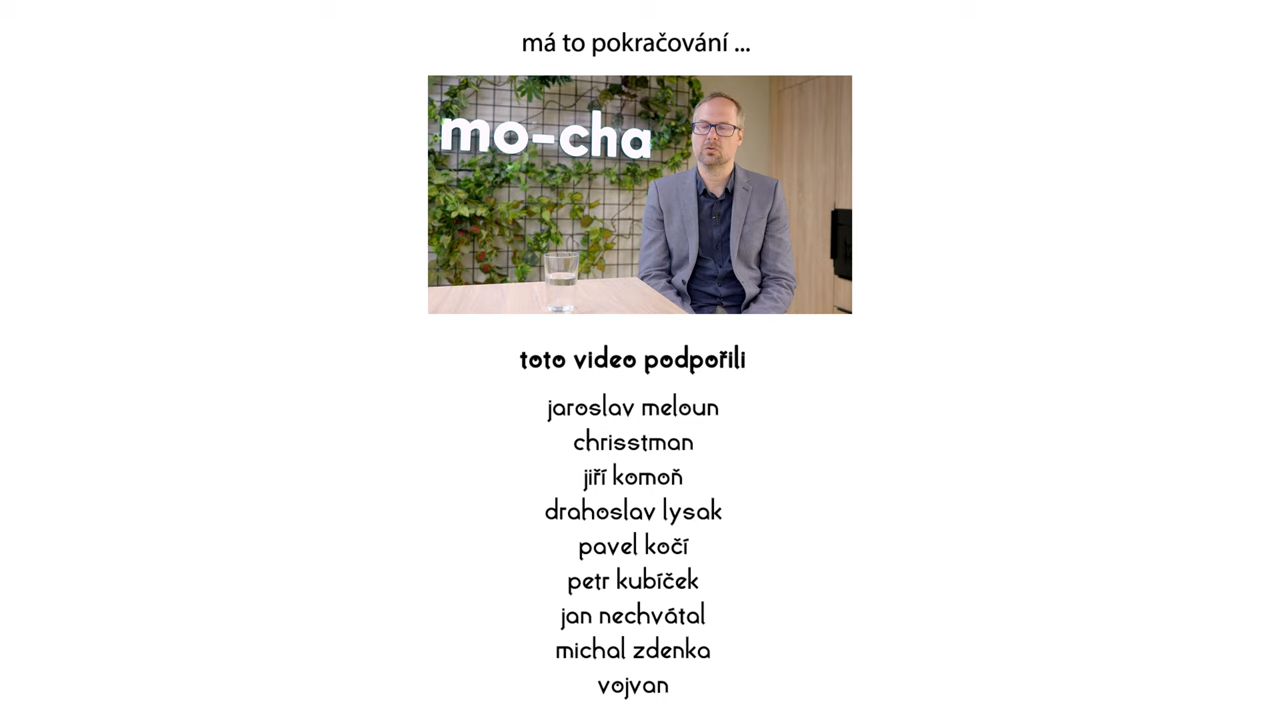 má to pokračování ...
mo-cha
toto video podpořili
jaroslav meloun
chrisstman
jiří komoň
drahoslav lysak
pavel kočí
petr kubíček
jan nechvátal
michal zdenka
vojvan